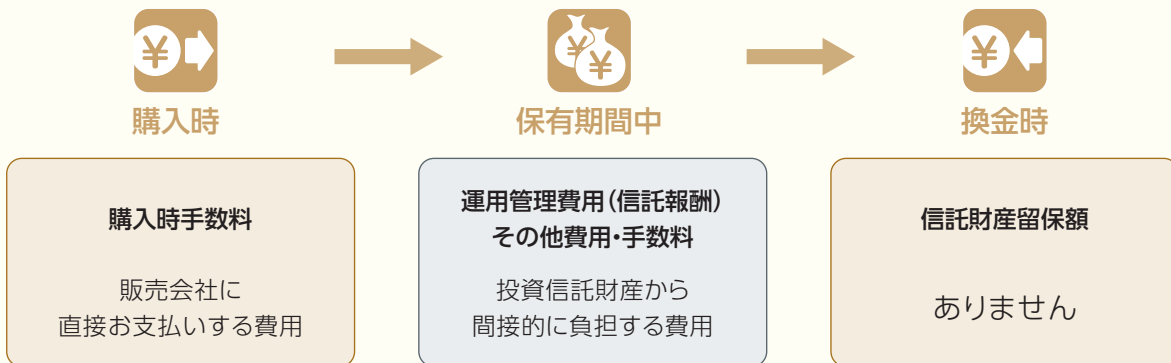 購入時
保有期間中
換金時
購入時手数料
販売会社に
直接お支払いする費用
運用管理費用(信託報酬)
その他費用・手数料
投資信託財産から
間接的に負担する費用
信託財産留保額
ありません